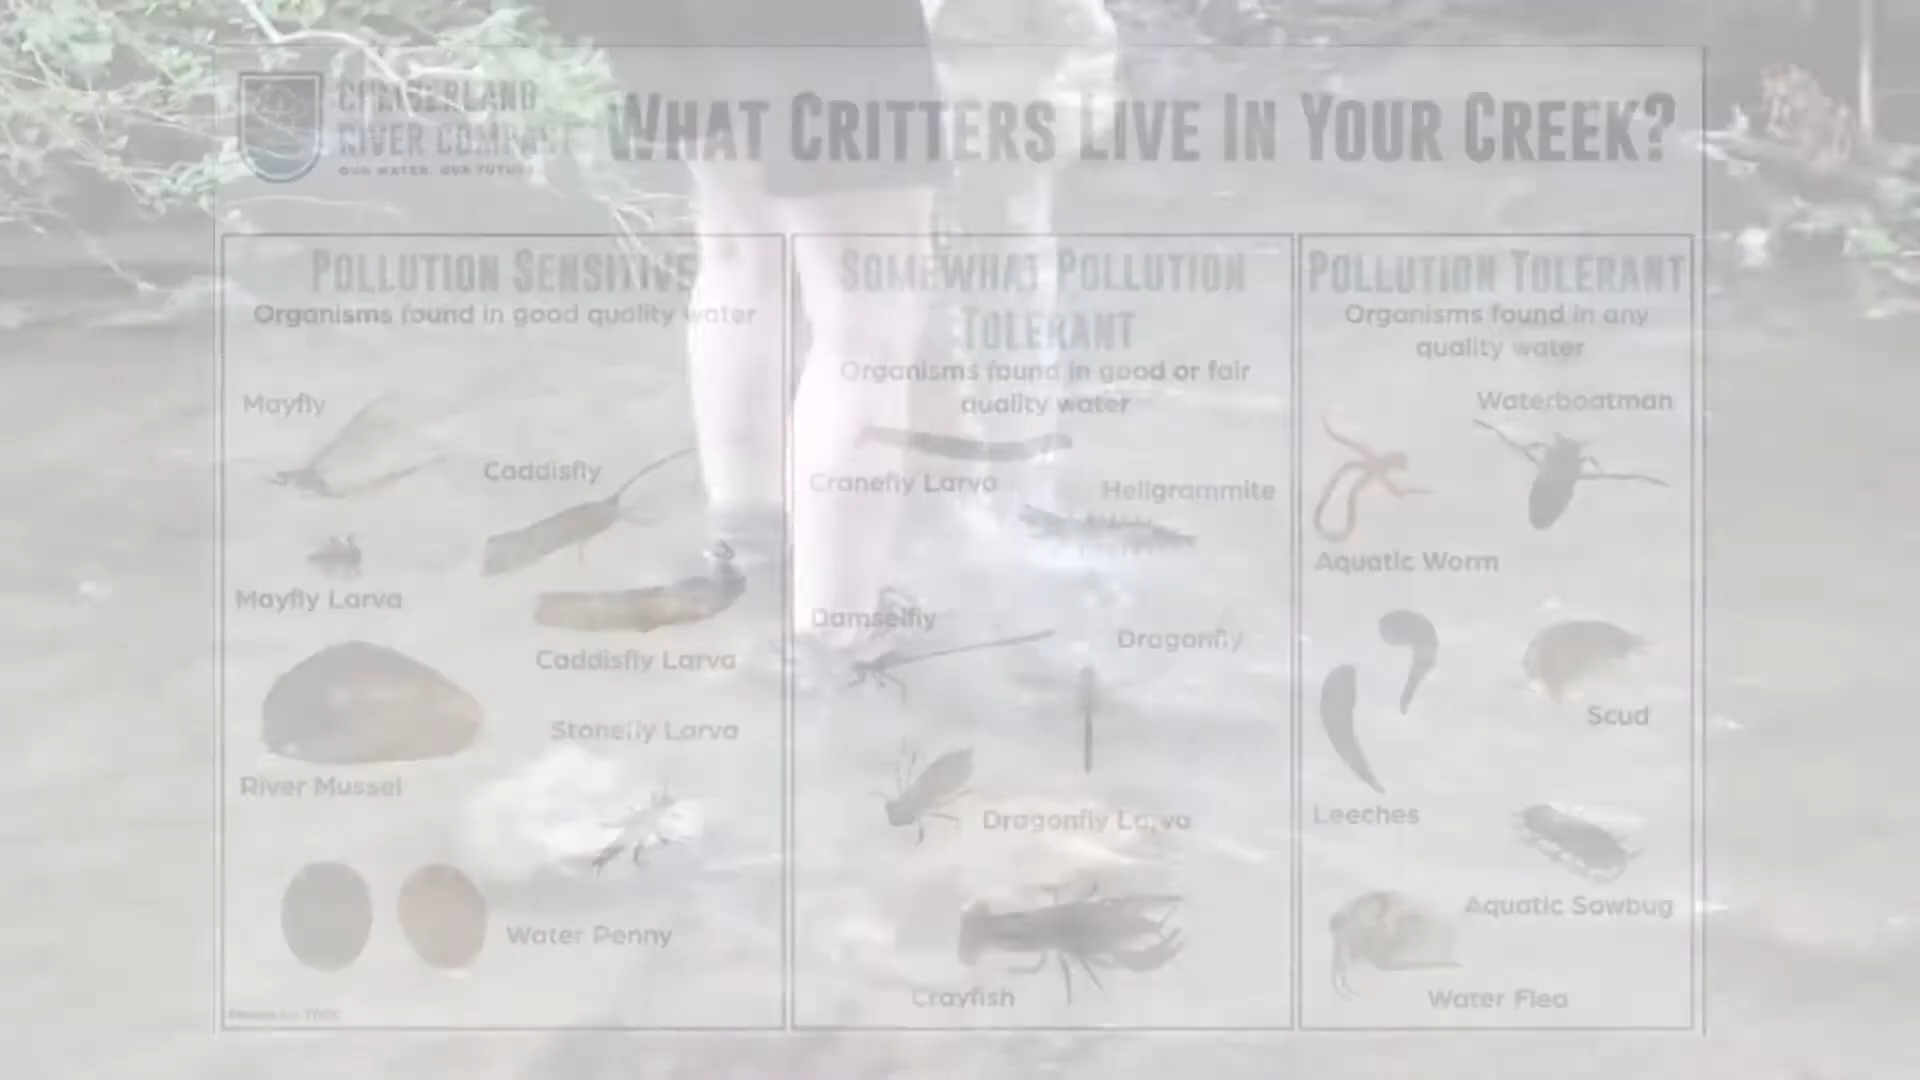 CUMBERLAND
RIVER COMPACT
OUR WATER. OUR FUTURE.
WHAT CRITTERS LIVE IN YOUR CREEK?
POLLUTION SENSITIVE
Organisms found in good quality water
Mayfly
Caddisfly
Mayfly Larva
Caddisfly Larva
Stonefly Larva
River Mussel
Water Penny
SOMEWHAT POLLUTION
TOLERANT
Organisms found in good or fair
quality water
Cranefly Larva
Hellgrammite
Damselfly
Dragonfly
Dragonfly Larva
Crayfish
POLLUTION TOLERANT
Organisms found in any
quality water
Waterboatman
Aquatic Worm
Scud
Leeches
Aquatic Sowbug
Water Flea